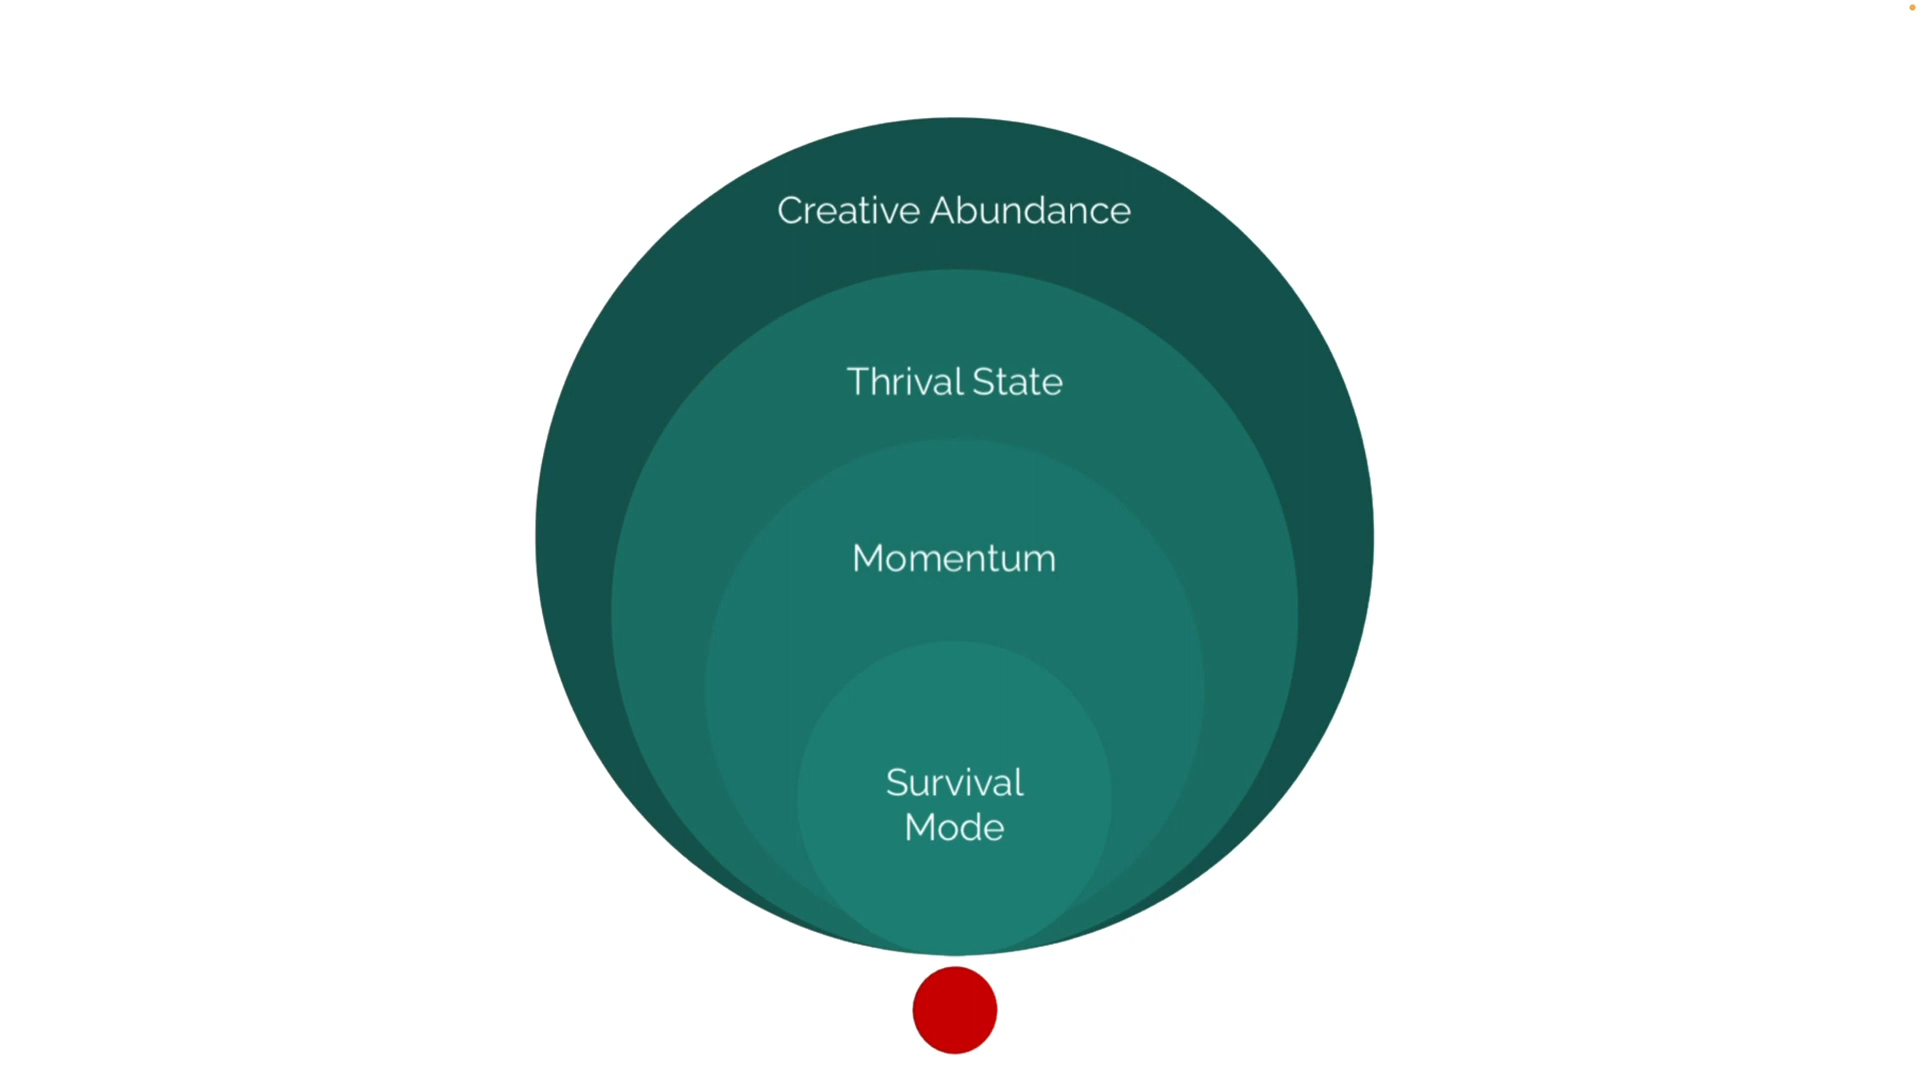 Creative Abundance
Thrival State
Momentum
Survival
Mode